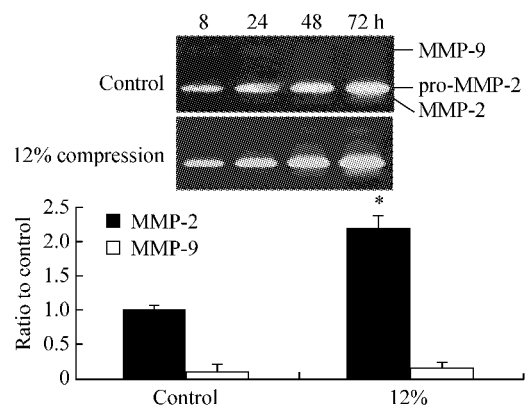 8 24 48 72 h
MMP-9
Control
pro-MMP-2
MMP-2
12% compression
*
2.5
MMP-2
2.0
MMP-9
1.5
Ratio to control
1.0
0.5
0
Control 12%